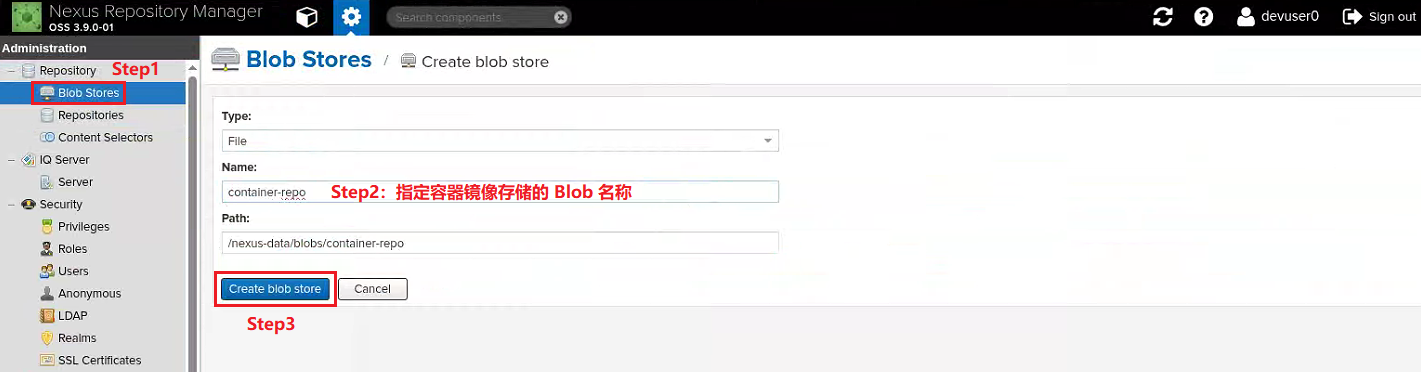 Nexus Repository Manager
OSS 3.9.0-01
Search components
devuser0
Sign out
Administration
Repository
Step1
Blob Stores
Repositories
Content Selectors
IQ Server
Server
Security
Privileges
Roles
Users
Anonymous
LDAP
Realms
SSL Certificates
Blob Stores / Create blob store
Type:
File
Name:
container-repo
Step2：指定容器镜像存储的 Blob 名称
Path:
/nexus-data/blobs/container-repo
Create blob store
Cancel
Step3